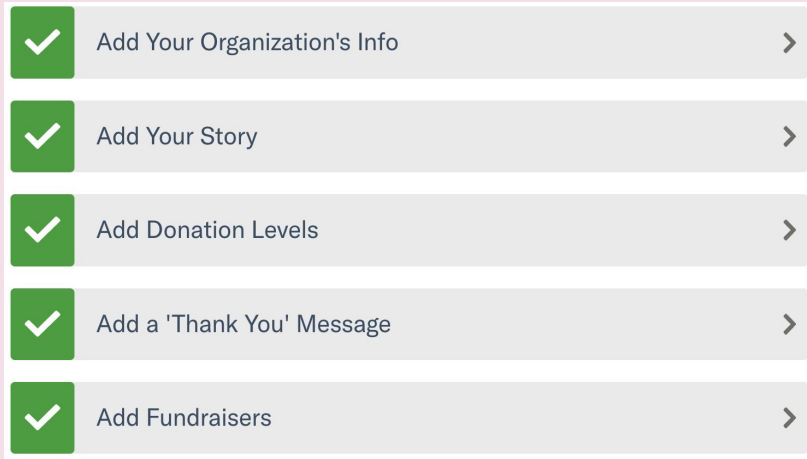 Add Your Organization's Info
Add Your Story
Add Donation Levels
Add a 'Thank You' Message
Add Fundraisers